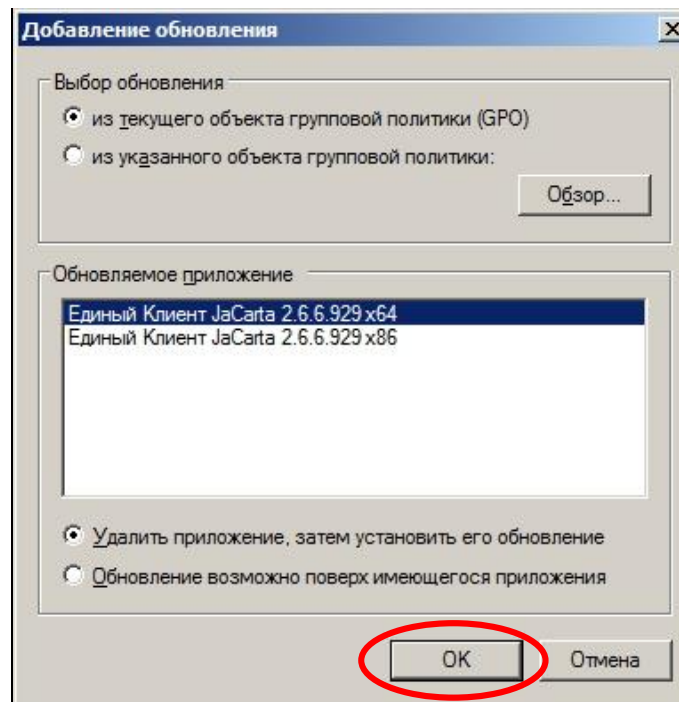 Добавление обновления
Выбор обновления
из текущего объекта групповой политики (GPO)
из указанного объекта групповой политики:
Обзор...
Обновляемое приложение
Единый Клиент JaCarta 2.6.6.929 x64
Единый Клиент JaCarta 2.6.6.929 x86
Удалить приложение, затем установить его обновление
Обновление возможно поверх имеющегося приложения
OK
Отмена